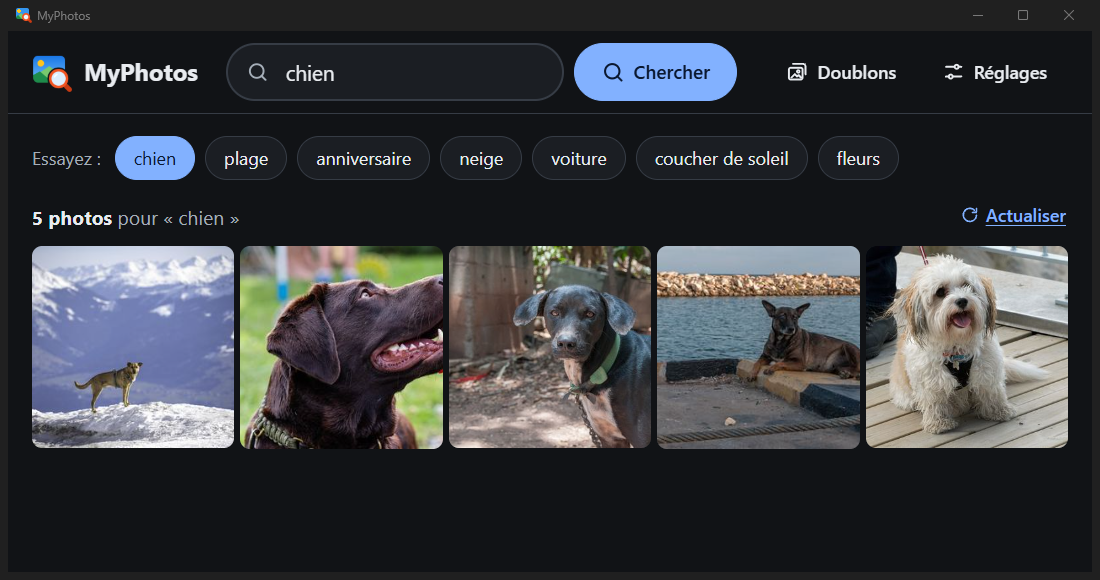 MyPhotos
MyPhotos
chien
Chercher
Doublons
Réglages
Essayez :
chien
plage
anniversaire
neige
voiture
coucher de soleil
fleurs
5 photos pour « chien »
Actualiser